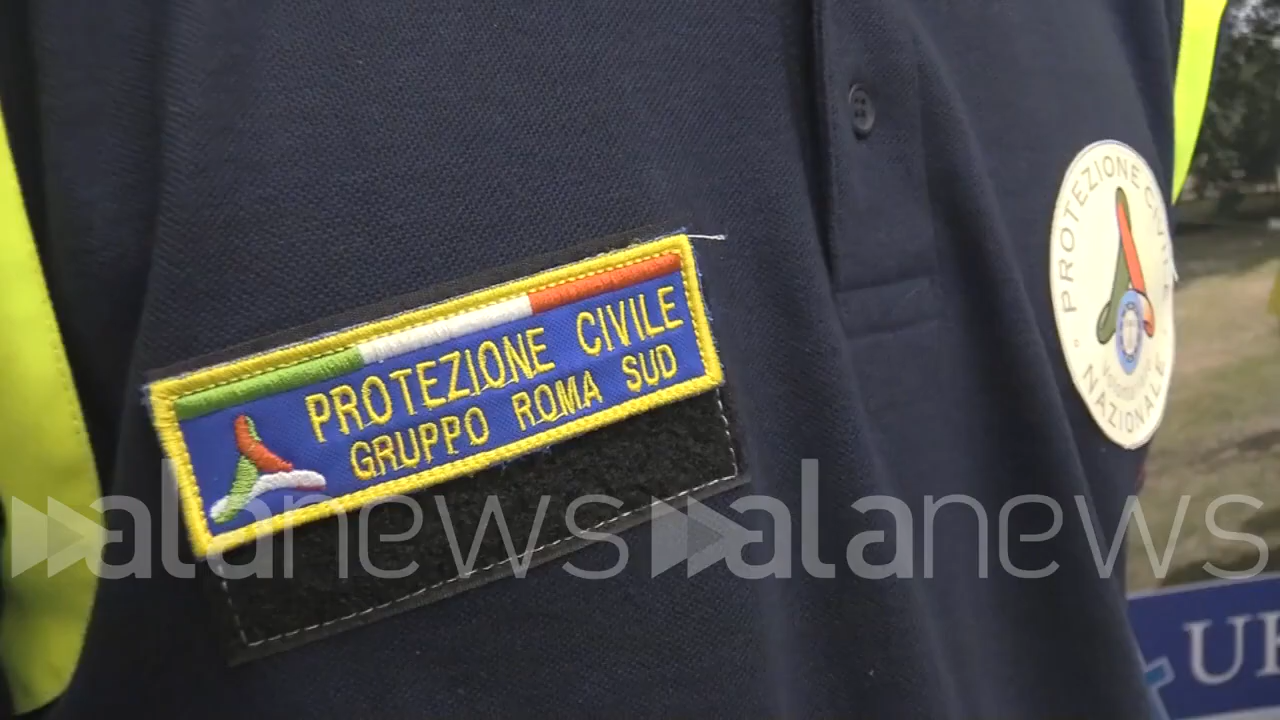 PROTEZIONE CIVILE
GRUPPO ROMA SUD
PROTEZIONE CIVILE
NAZIONALE
alanews alanews